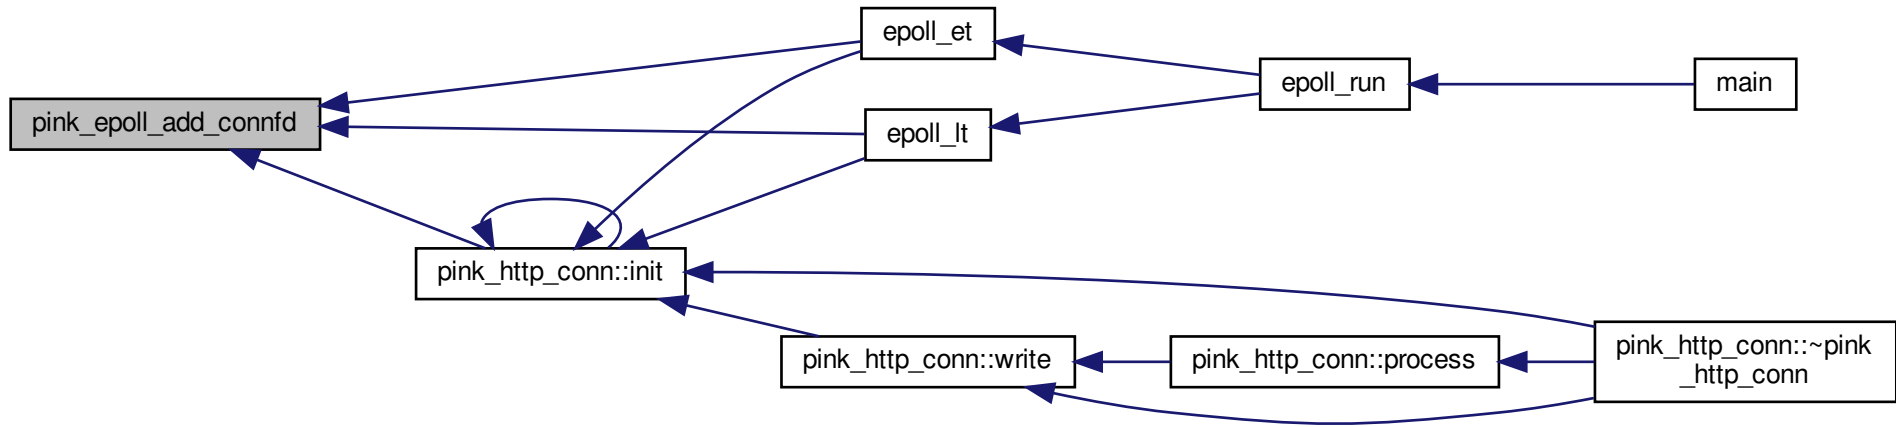 epoll_et
epoll_run
main
pink_epoll_add_connfd
epoll_lt
pink_http_conn::init
pink_http_conn::write
pink_http_conn::process
pink_http_conn::~pink
_http_conn